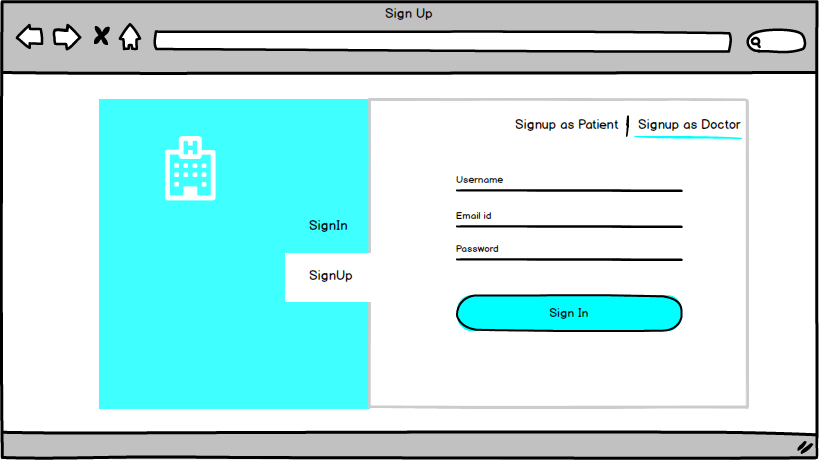 Sign Up
H
Signup as Patient | Signup as Doctor
SignIn
SignUp
Username
Email id
Password
Sign In